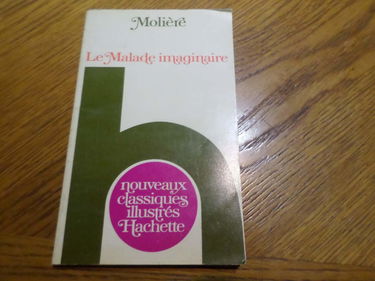 Molière
Le Malade imaginaire
h
nouveaux
classiques
illustrés
Hachette